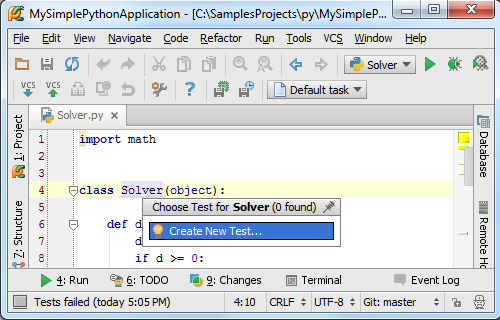 MySimplePythonApplication - [C:\SamplesProjects\py\MySimpleP...
File Edit View Navigate Code Refactor Run Tools VCS Window Help
Solver
VCS VCS Default task
Solver.py
1: Project
Z: Structure
Database
Remote Ho
1 import math
2
3
4 class Solver(object):
5
Choose Test for Solver (0 found)
6 def d
Create New Test...
7 d
8 if d >= 0:
4: Run 6: TODO 9: Changes Terminal Event Log
Tests failed (today 5:05 PM) 4:10 CRLF UTF-8 Git: master